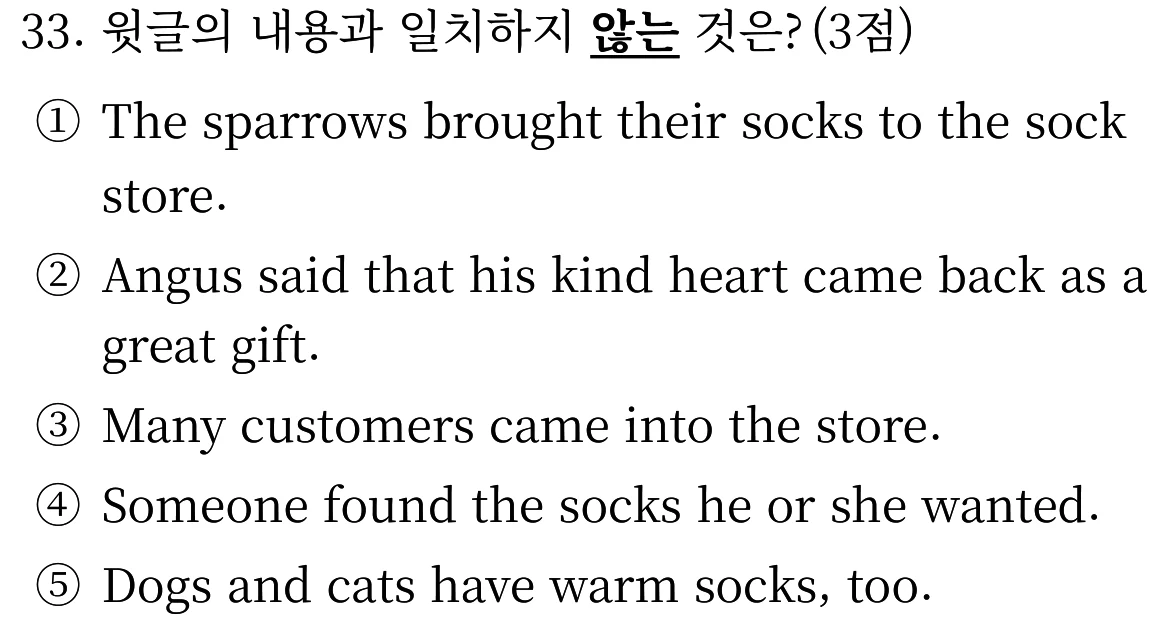 33. 윗글의 내용과 일치하지 않는 것은? (3점)
① The sparrows brought their socks to the sock
store.
② Angus said that his kind heart came back as a
great gift.
③ Many customers came into the store.
④ Someone found the socks he or she wanted.
⑤ Dogs and cats have warm socks, too.